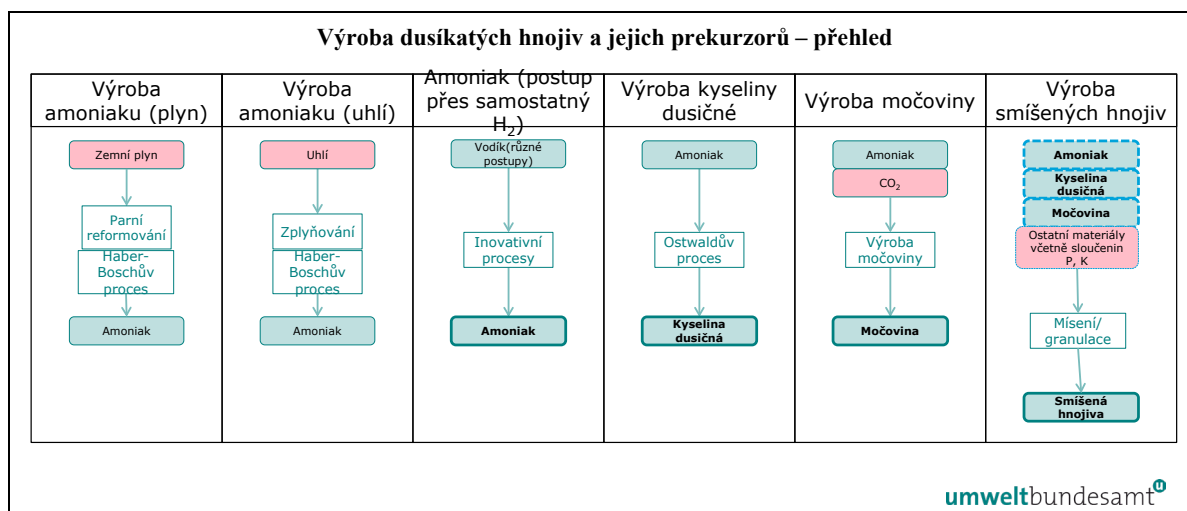 Výroba dusíkatých hnojiv a jejich prekurzorů – přehled
Výroba
amoniaku (plyn)
Zemní plyn
Parní
reformování
Haber-
Boschův
proces
Amoniak
Výroba
amoniaku (uhlí)
Uhlí
Zplyňování
Haber-
Boschův
proces
Amoniak
Amoniak (postup
přes samostatný
H₂)
Vodík(různé
postupy)
Inovativní
procesy
Amoniak
Výroba kyseliny
dusičné
Amoniak
Ostwaldův
proces
Kyselina
dusičná
Výroba močoviny
Amoniak
CO₂
Výroba
močoviny
Močovina
Výroba
smíšených hnojiv
Amoniak
Kyselina
dusičná
Močovina
Ostatní materiály
včetně sloučenin
P, K
Mísení/
granulace
Smíšená
hnojiva
umweltbundesamt u